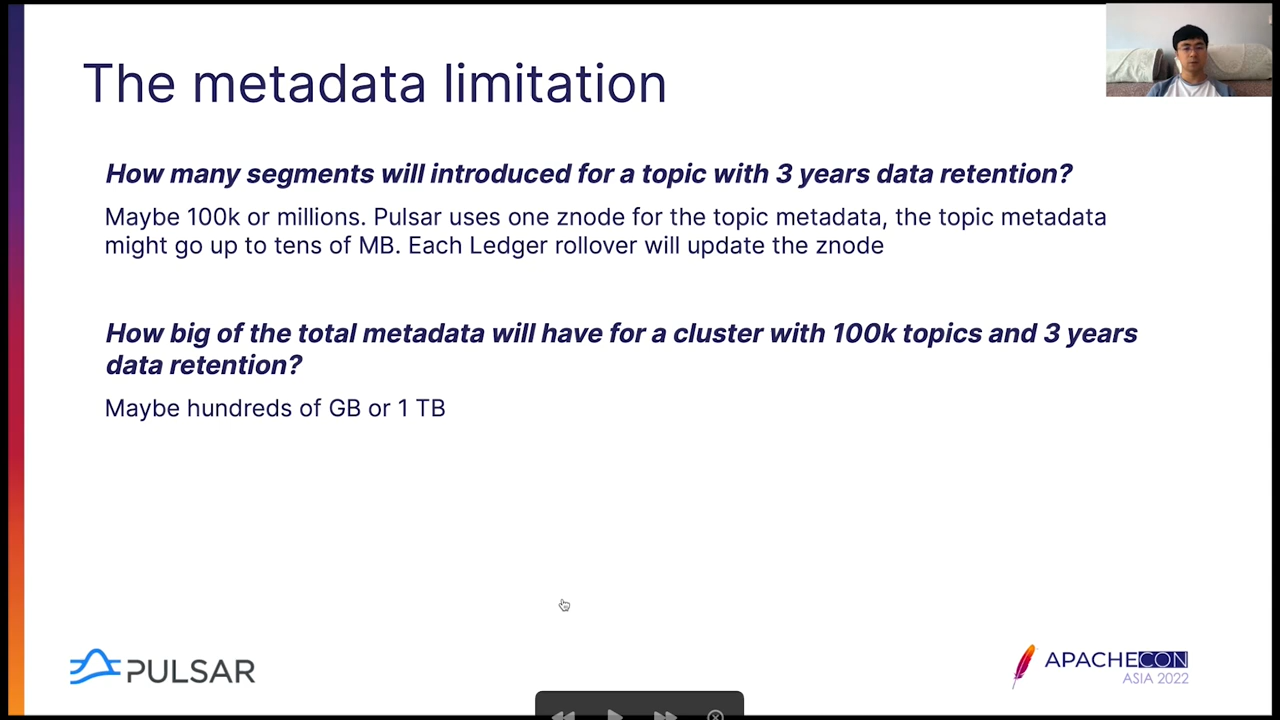 The metadata limitation
How many segments will introduced for a topic with 3 years data retention?
Maybe 100k or millions. Pulsar uses one znode for the topic metadata, the topic metadata
might go up to tens of MB. Each Ledger rollover will update the znode
How big of the total metadata will have for a cluster with 100k topics and 3 years
data retention?
Maybe hundreds of GB or 1 TB
PULSAR
APACHECON
ASIA 2022